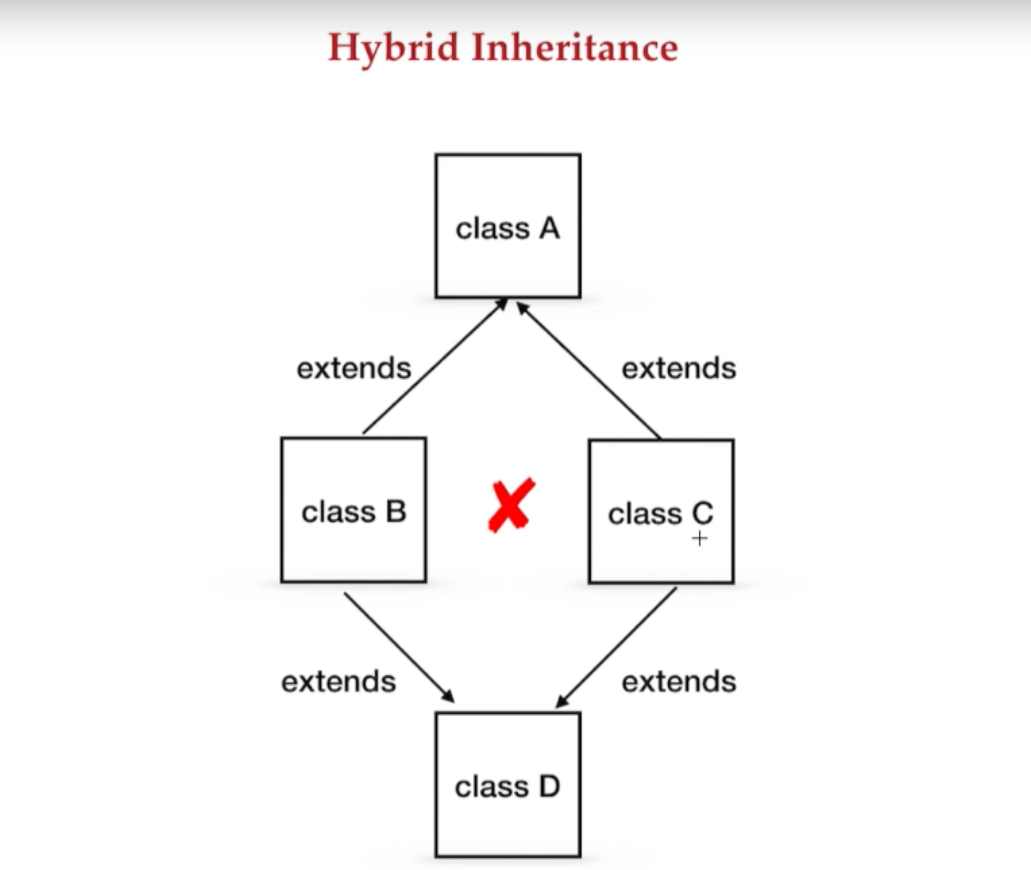 Hybrid Inheritance
class A
extends
extends
class B
class C
extends
extends
class D